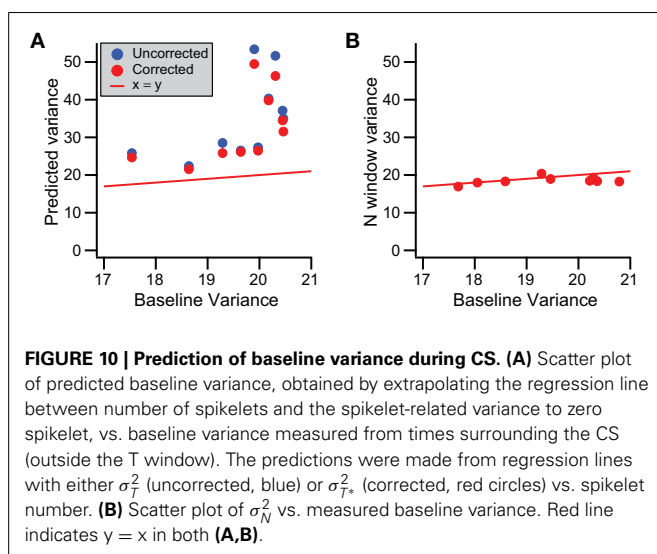 A
Uncorrected
Corrected
x = y
50
40
30
20
10
0
Predicted variance
17 18 19 20 21
Baseline Variance
B
50
40
30
20
10
0
N window variance
17 18 19 20 21
Baseline Variance
FIGURE 10 | Prediction of baseline variance during CS. (A) Scatter plot
of predicted baseline variance, obtained by extrapolating the regression line
between number of spikelets and the spikelet-related variance to zero
spikelet, vs. baseline variance measured from times surrounding the CS
(outside the T window). The predictions were made from regression lines
with either σ²_T (uncorrected, blue) or σ²_T* (corrected, red circles) vs. spikelet
number. (B) Scatter plot of σ²_N vs. measured baseline variance. Red line
indicates y = x in both (A,B).